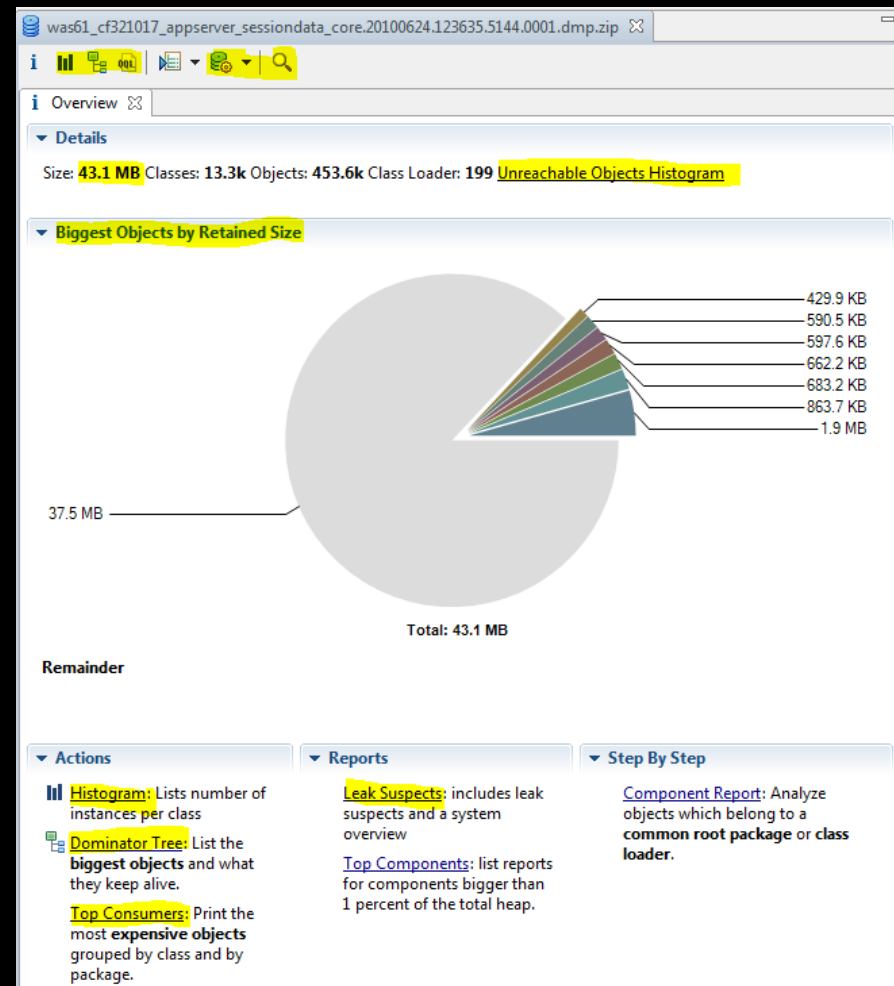 was61_cf321017_appserver_sessiondata_core.20100624.123635.5144.0001.dmp.zip
i OQL
i Overview
Details
Size: 43.1 MB Classes: 13.3k Objects: 453.6k Class Loader: 199 Unreachable Objects Histogram
Biggest Objects by Retained Size
429.9 KB
590.5 KB
597.6 KB
662.2 KB
683.2 KB
863.7 KB
1.9 MB
37.5 MB
Total: 43.1 MB
Remainder
Actions
Histogram: Lists number of
instances per class
Dominator Tree: List the
biggest objects and what
they keep alive.
Top Consumers: Print the
most expensive objects
grouped by class and by
package.
Reports
Leak Suspects: includes leak
suspects and a system
overview
Top Components: list reports
for components bigger than
1 percent of the total heap.
Step By Step
Component Report: Analyze
objects which belong to a
common root package or class
loader.